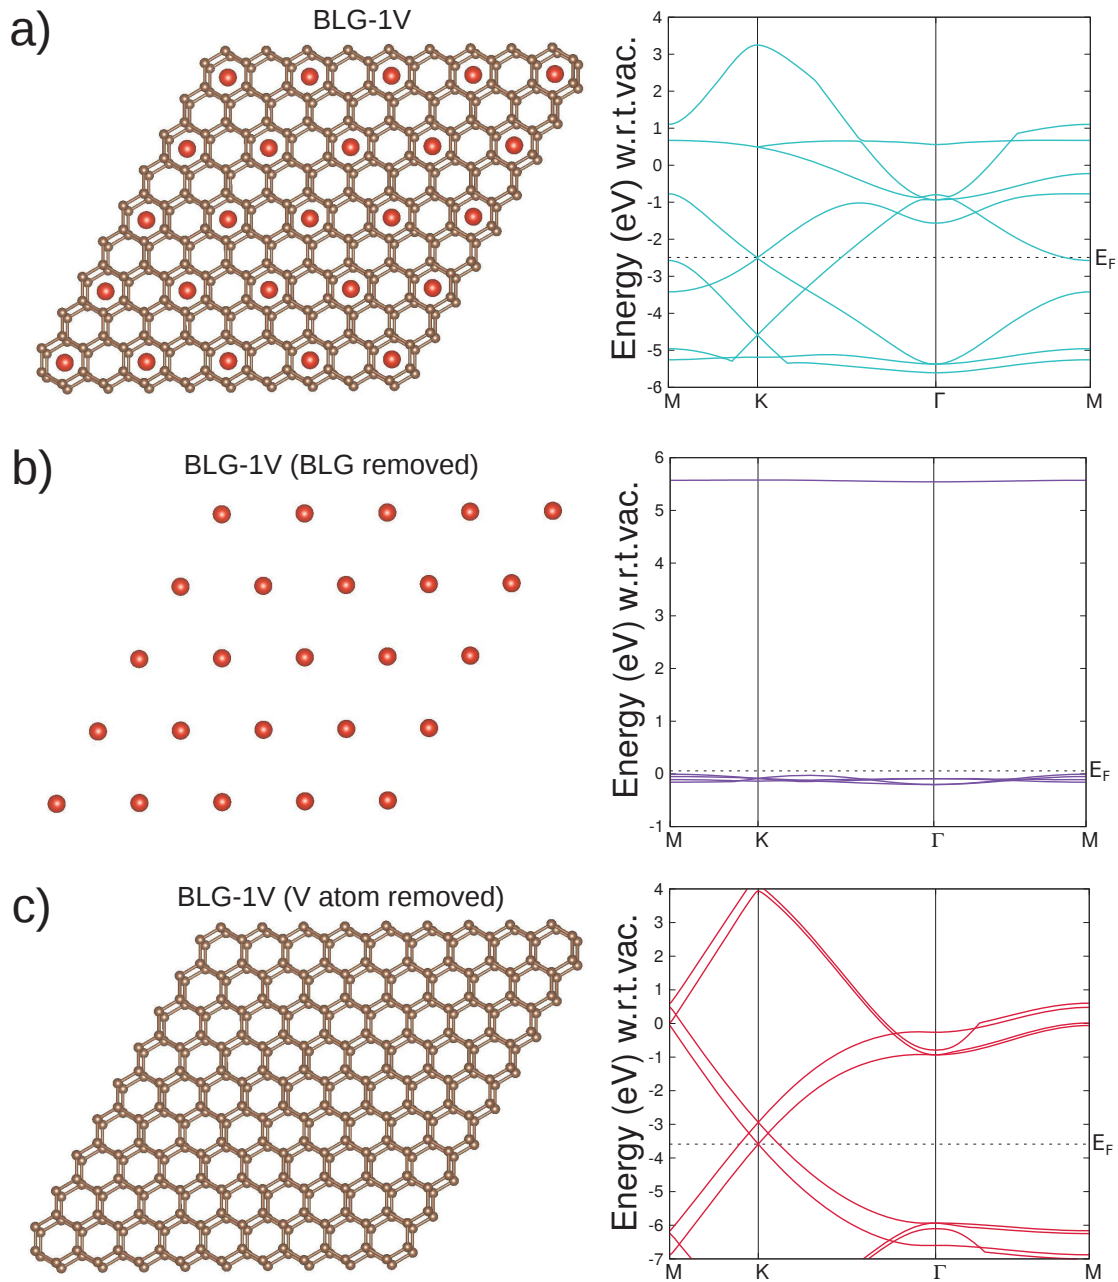 a)
BLG-1V
Energy (eV) w.r.t.vac.
4
3
2
1
0
-1
-2
-3
-4
-5
-6
E_F
M K Γ M
b)
BLG-1V (BLG removed)
Energy (eV) w.r.t.vac.
6
5
4
3
2
1
0
-1
E_F
M K Γ M
c)
BLG-1V (V atom removed)
Energy (eV) w.r.t.vac.
4
3
2
1
0
-1
-2
-3
-4
-5
-6
-7
E_F
M K Γ M